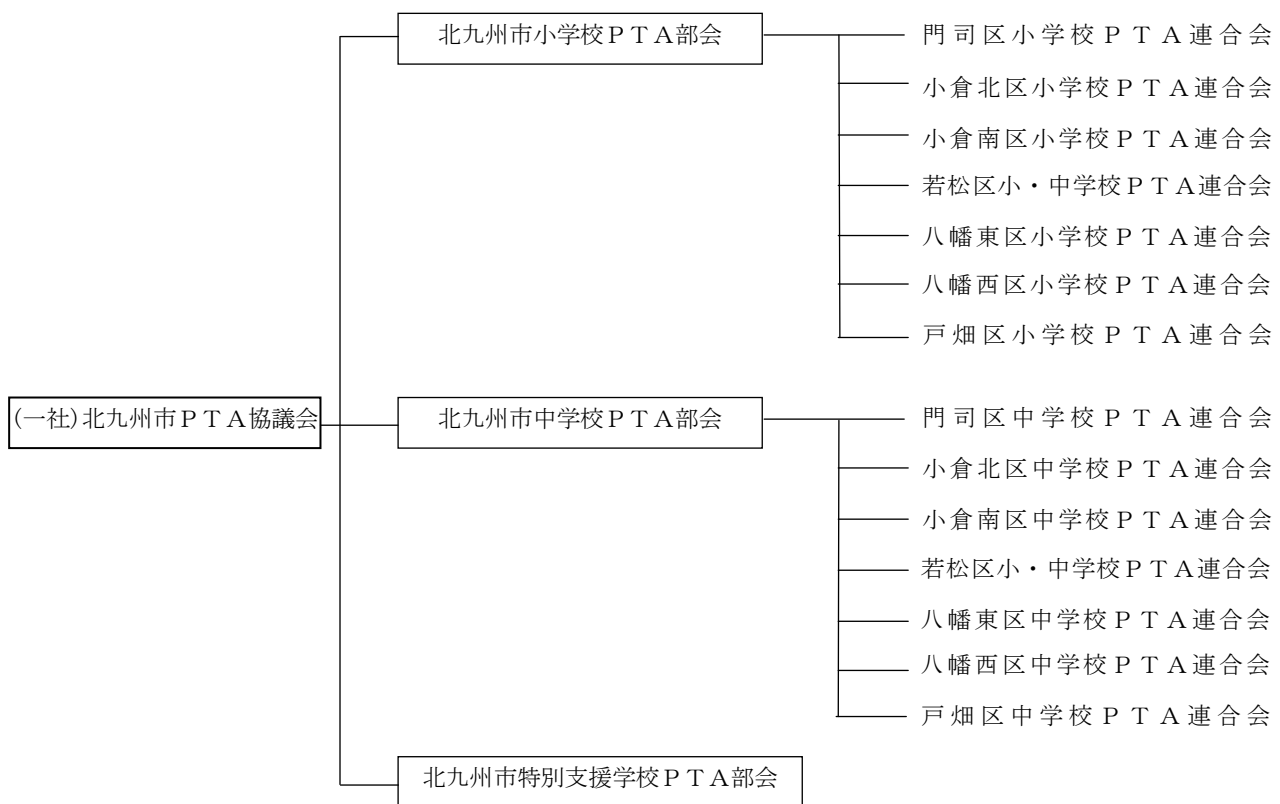 北九州市小学校ＰＴＡ部会
門司区小学校ＰＴＡ連合会
小倉北区小学校ＰＴＡ連合会
小倉南区小学校ＰＴＡ連合会
若松区小・中学校ＰＴＡ連合会
八幡東区小学校ＰＴＡ連合会
八幡西区小学校ＰＴＡ連合会
戸畑区小学校ＰＴＡ連合会
(一社)北九州市ＰＴＡ協議会
北九州市中学校ＰＴＡ部会
門司区中学校ＰＴＡ連合会
小倉北区中学校ＰＴＡ連合会
小倉南区中学校ＰＴＡ連合会
若松区小・中学校ＰＴＡ連合会
八幡東区中学校ＰＴＡ連合会
八幡西区中学校ＰＴＡ連合会
戸畑区中学校ＰＴＡ連合会
北九州市特別支援学校ＰＴＡ部会